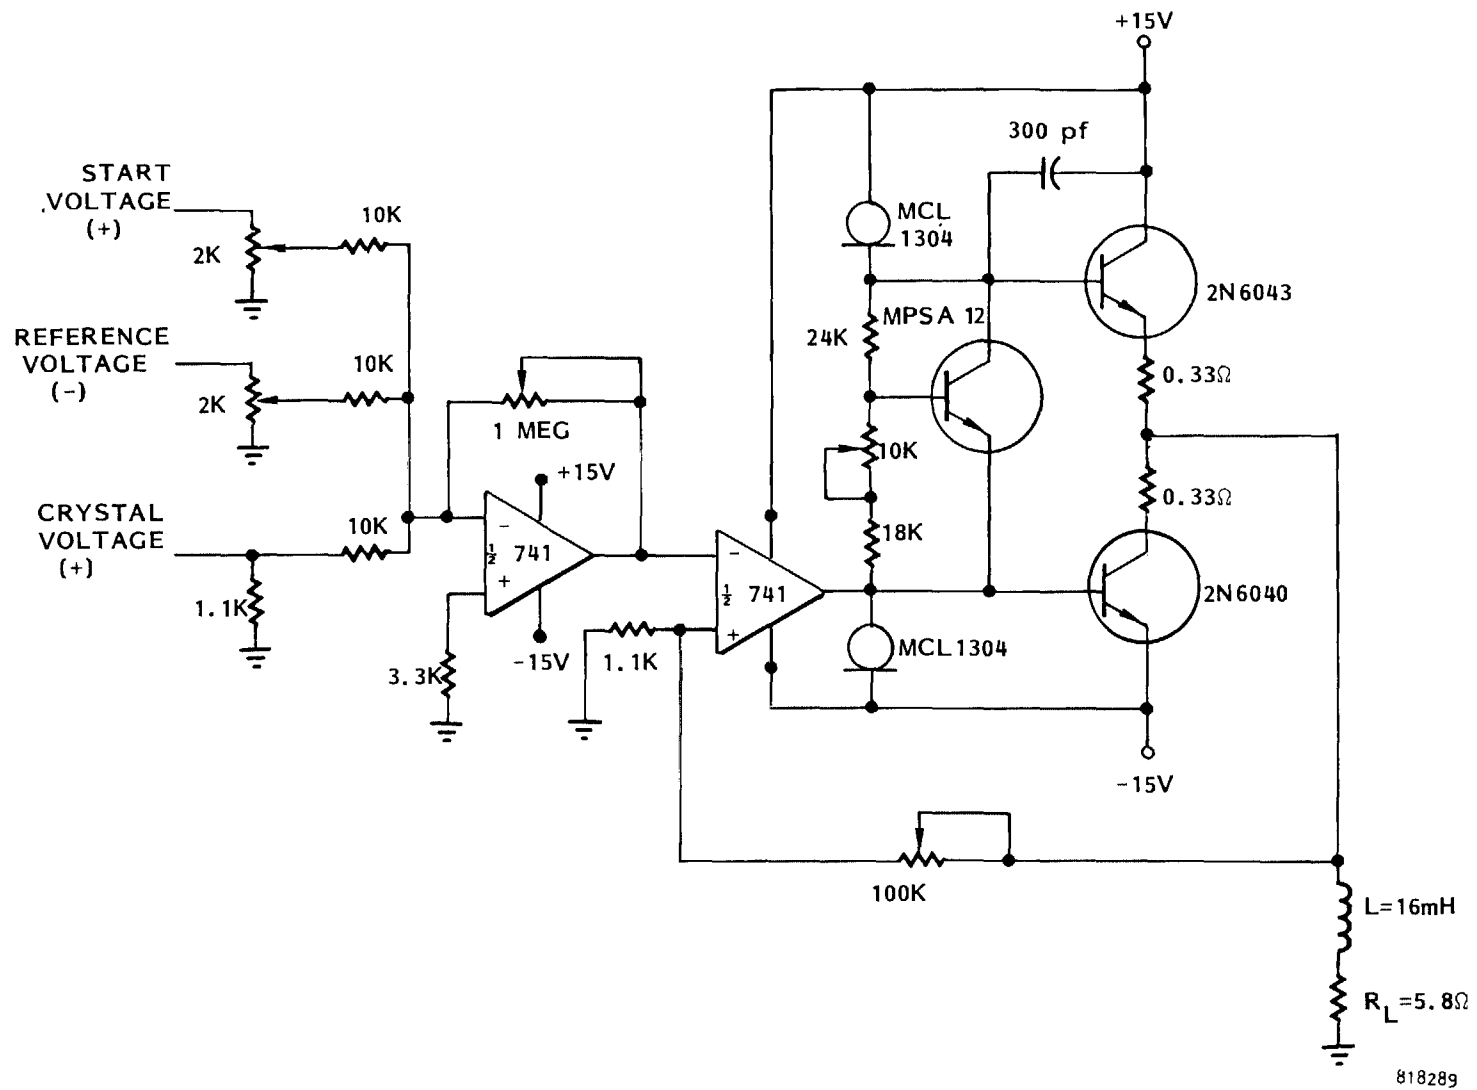 +15V
300 pf
START
VOLTAGE
(+)
10K
2K
MCL
1304
2N6043
REFERENCE
VOLTAGE
(-)
10K
2K
MPSA 12
24K
0.33Ω
1 MEG
10K
+15V
0.33Ω
CRYSTAL
VOLTAGE
(+)
10K
1.1K
-
½ 741
+
-15V
3.3K
18K
-
½ 741
+
1.1K
2N6040
MCL1304
-15V
100K
L=16mH
RL=5.8Ω
818289